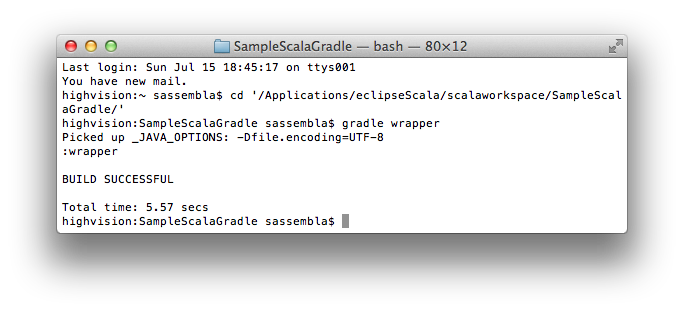 SampleScalaGradle — bash — 80×12
Last login: Sun Jul 15 18:45:17 on ttys001
You have new mail.
highvision:~ sassembla$ cd '/Applications/eclipseScala/scalaworkspace/SampleScal
aGradle/'
highvision:SampleScalaGradle sassembla$ gradle wrapper
Picked up _JAVA_OPTIONS: -Dfile.encoding=UTF-8
:wrapper
BUILD SUCCESSFUL
Total time: 5.57 secs
highvision:SampleScalaGradle sassembla$